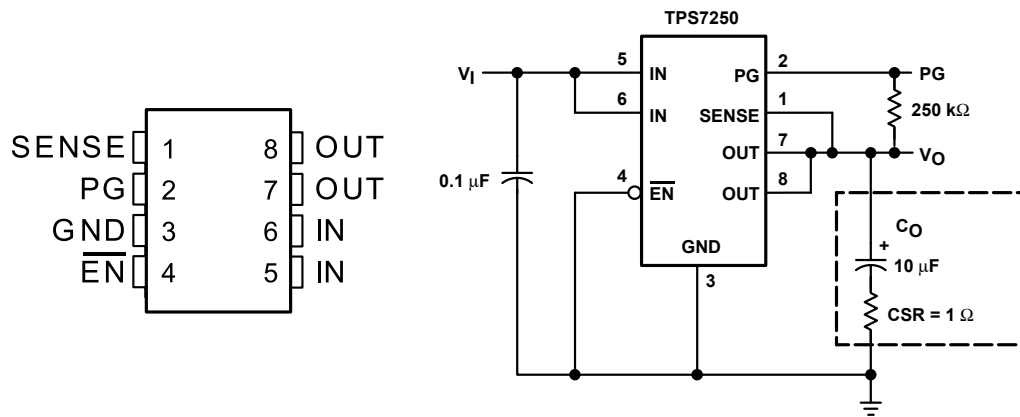 SENSE 1 8 OUT
PG 2 7 OUT
GND 3 6 IN
EN 4 5 IN
TPS7250
VI 5 IN PG 2 PG
6 IN SENSE 1 250 kΩ
OUT 7 VO
0.1 μF 4 EN OUT 8
GND CO +
3 10 μF
CSR = 1 Ω